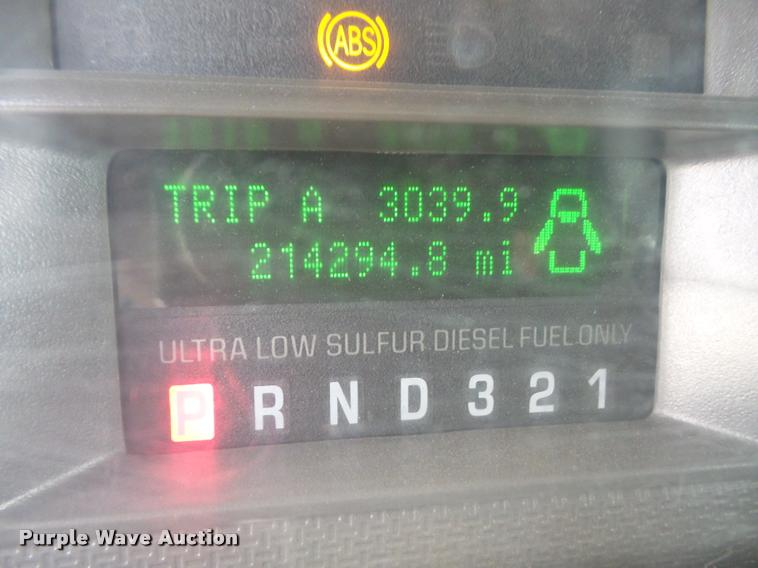 ABS
TRIP A 3039.9
214294.8 mi
ULTRA LOW SULFUR DIESEL FUEL ONLY
P R N D 3 2 1
Purple Wave Auction